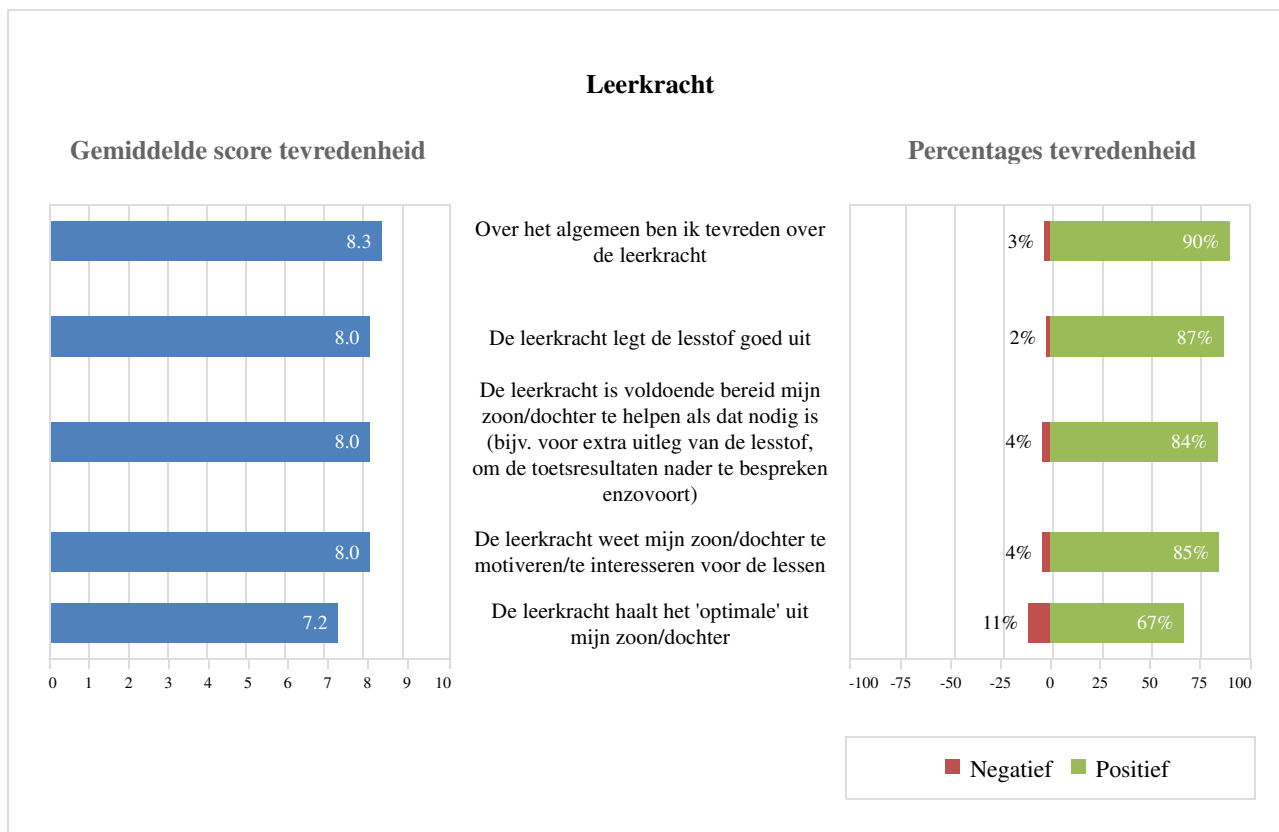 Leerkracht
Gemiddelde score tevredenheid
Percentages tevredenheid
8.3
Over het algemeen ben ik tevreden over
de leerkracht
3%
90%
8.0
De leerkracht legt de lesstof goed uit
2%
87%
8.0
De leerkracht is voldoende bereid mijn
zoon/dochter te helpen als dat nodig is
(bijv. voor extra uitleg van de lesstof,
om de toetsresultaten nader te bespreken
enzovoort)
4%
84%
8.0
De leerkracht weet mijn zoon/dochter te
motiveren/te interesseren voor de lessen
4%
85%
7.2
De leerkracht haalt het 'optimale' uit
mijn zoon/dochter
11%
67%
0 1 2 3 4 5 6 7 8 9 10
-100 -75 -50 -25 0 25 50 75 100
Negatief Positief